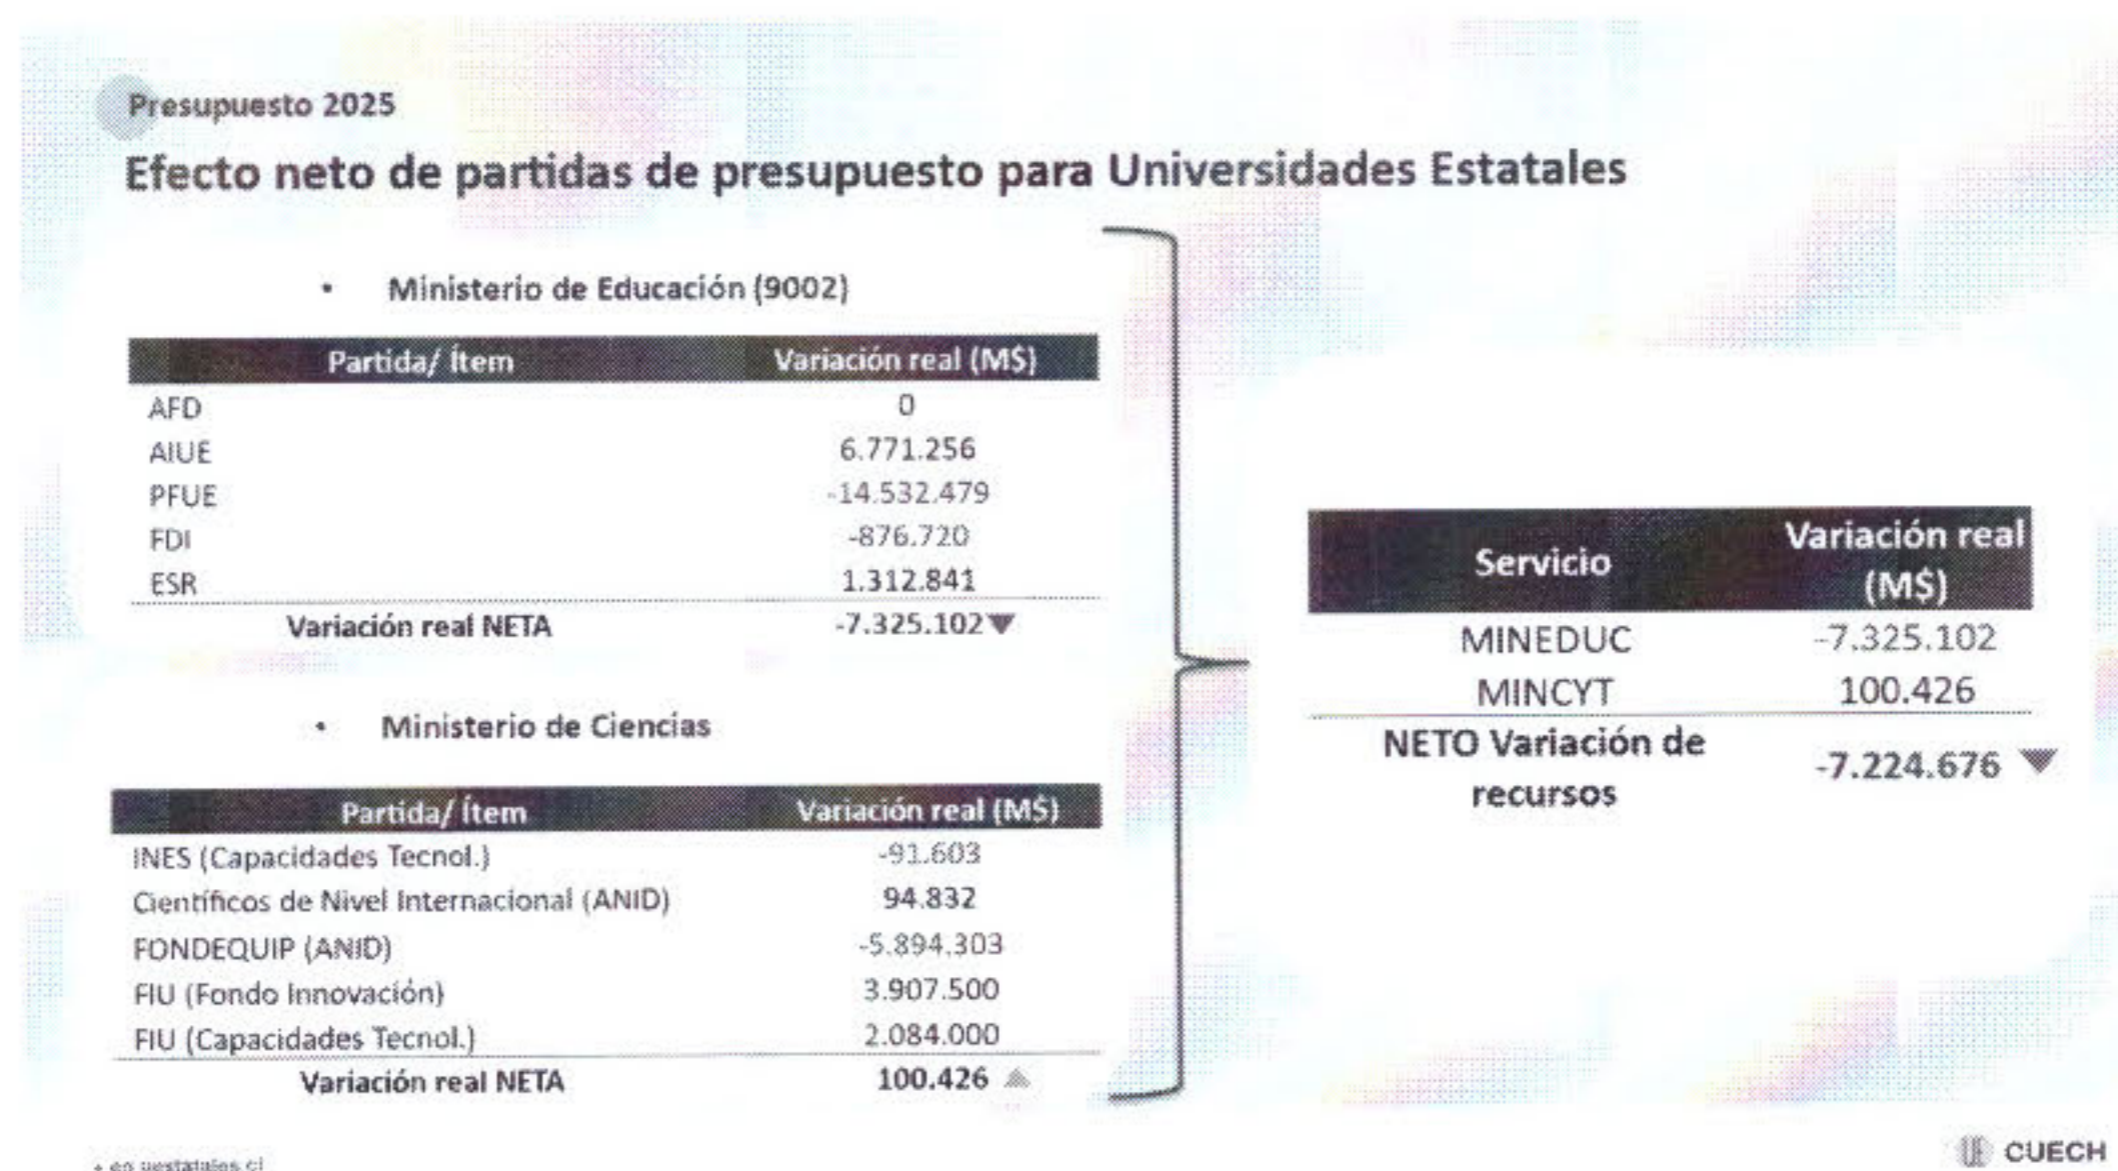 Presupuesto 2025
Efecto neto de partidas de presupuesto para Universidades Estatales
• Ministerio de Educación (9002)
Partida/ Ítem Variación real (M$)
AFD 0
AIUE 6.771.256
PFUE -14.532.479
FDI -876.720
ESR 1.312.841
Variación real NETA -7.325.102
• Ministerio de Ciencias
Partida/ Ítem Variación real (M$)
INES (Capacidades Tecnol.) -91.603
Científicos de Nivel Internacional (ANID) 94.832
FONDEQUIP (ANID) -5.894.303
FIU (Fondo Innovación) 3.907.500
FIU (Capacidades Tecnol.) 2.084.000
Variación real NETA 100.426
Servicio Variación real
(M$)
MINEDUC -7.325.102
MINCYT 100.426
NETO Variación de
recursos -7.224.676
+ en uestatales.cl
CUECH